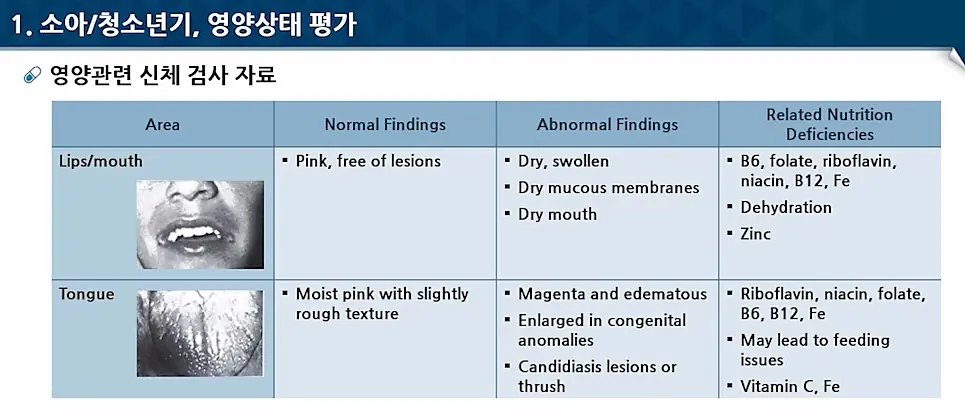 1. 소아/청소년기, 영양상태 평가
영양관련 신체 검사 자료
Area
Normal Findings
Abnormal Findings
Related Nutrition
Deficiencies
Lips/mouth
▪ Pink, free of lesions
▪ Dry, swollen
▪ Dry mucous membranes
▪ Dry mouth
▪ B6, folate, riboflavin,
niacin, B12, Fe
▪ Dehydration
▪ Zinc
Tongue
▪ Moist pink with slightly
rough texture
▪ Magenta and edematous
▪ Enlarged in congenital
anomalies
▪ Candidiasis lesions or
thrush
▪ Riboflavin, niacin, folate,
B6, B12, Fe
▪ May lead to feeding
issues
▪ Vitamin C, Fe